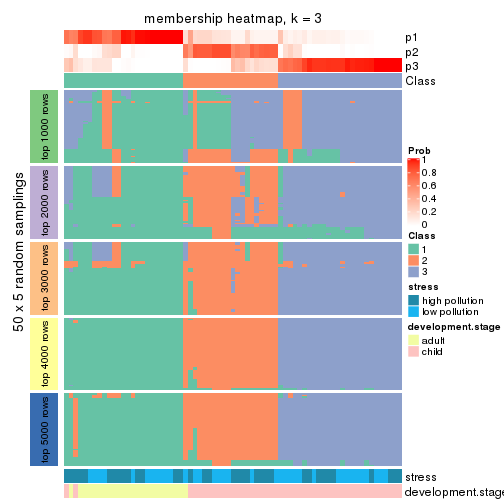 membership heatmap, k = 3
p1
p2
p3
Class
50 x 5 random samplings
top 1000 rows
top 2000 rows
top 3000 rows
top 4000 rows
top 5000 rows
stress
development.stage
Prob
1
0.8
0.6
0.4
0.2
0
Class
1
2
3
stress
high pollution
low pollution
development.stage
adult
child